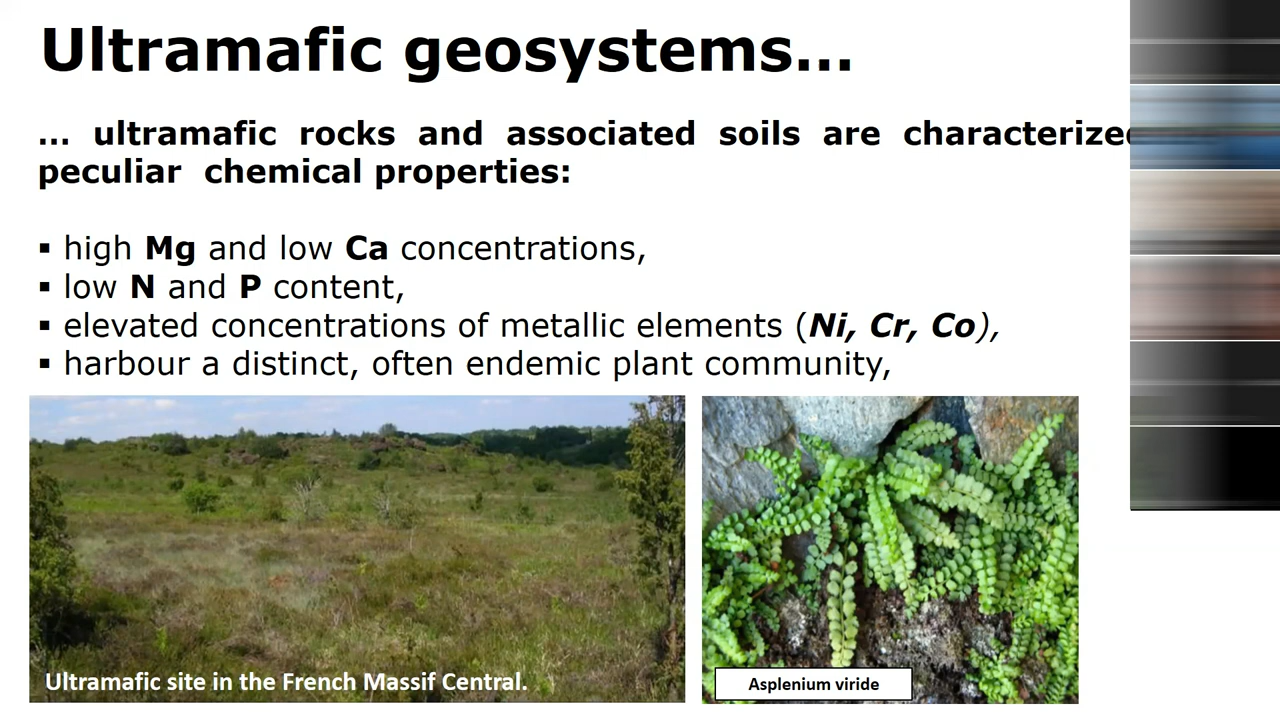 Ultramafic geosystems...
... ultramafic rocks and associated soils are characterized
peculiar chemical properties:
▪ high Mg and low Ca concentrations,
▪ low N and P content,
▪ elevated concentrations of metallic elements (Ni, Cr, Co),
▪ harbour a distinct, often endemic plant community,
Ultramafic site in the French Massif Central.
Asplenium viride